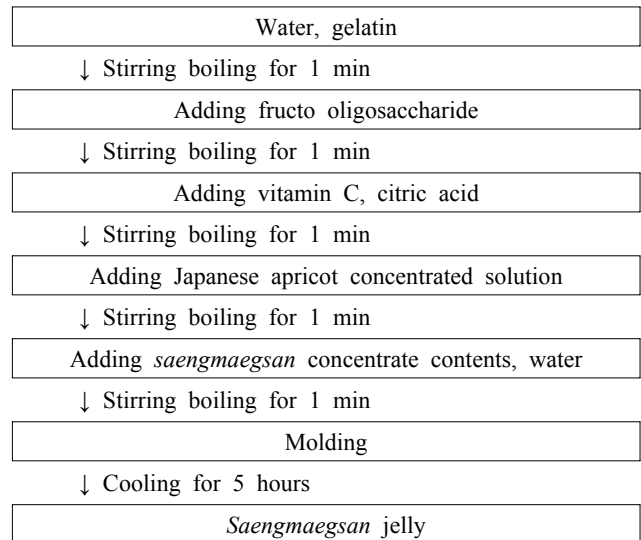 Water, gelatin
↓ Stirring boiling for 1 min
Adding fructo oligosaccharide
↓ Stirring boiling for 1 min
Adding vitamin C, citric acid
↓ Stirring boiling for 1 min
Adding Japanese apricot concentrated solution
↓ Stirring boiling for 1 min
Adding saengmaegsan concentrate contents, water
↓ Stirring boiling for 1 min
Molding
↓ Cooling for 5 hours
Saengmaegsan jelly